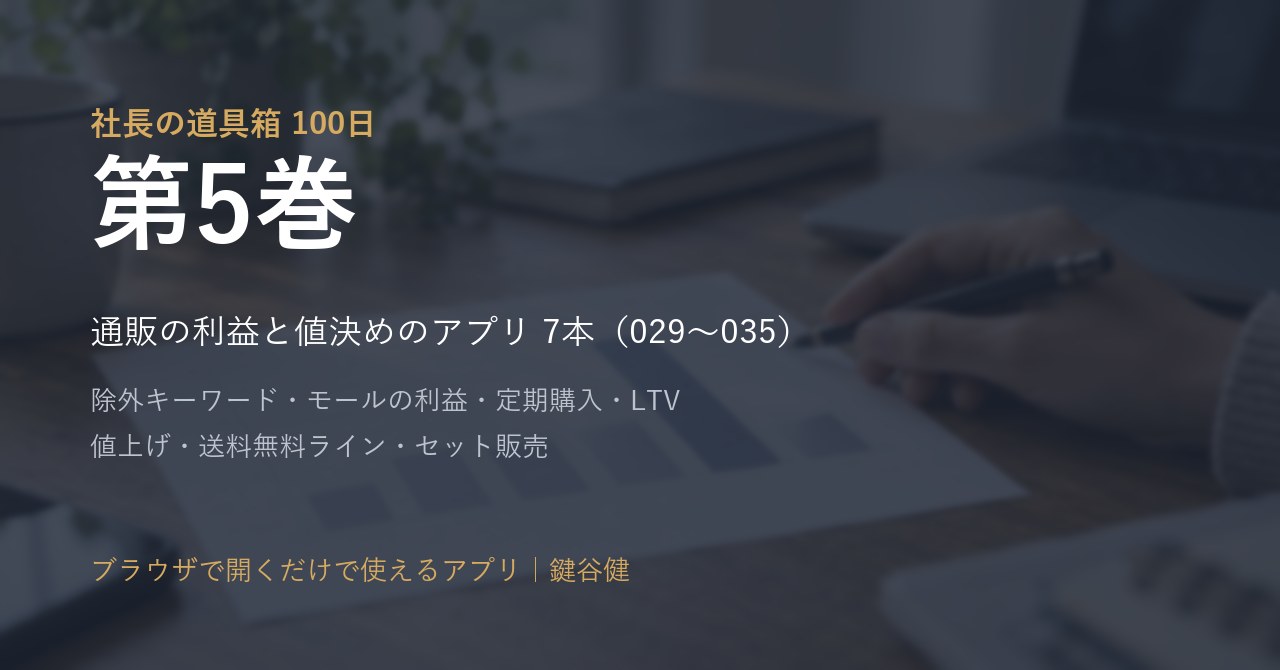 社長の道具箱 100日
第5巻
通販の利益と値決めのアプリ 7本（029〜035）
除外キーワード・モールの利益・定期購入・LTV
値上げ・送料無料ライン・セット販売
ブラウザで開くだけで使えるアプリ｜鍵谷健